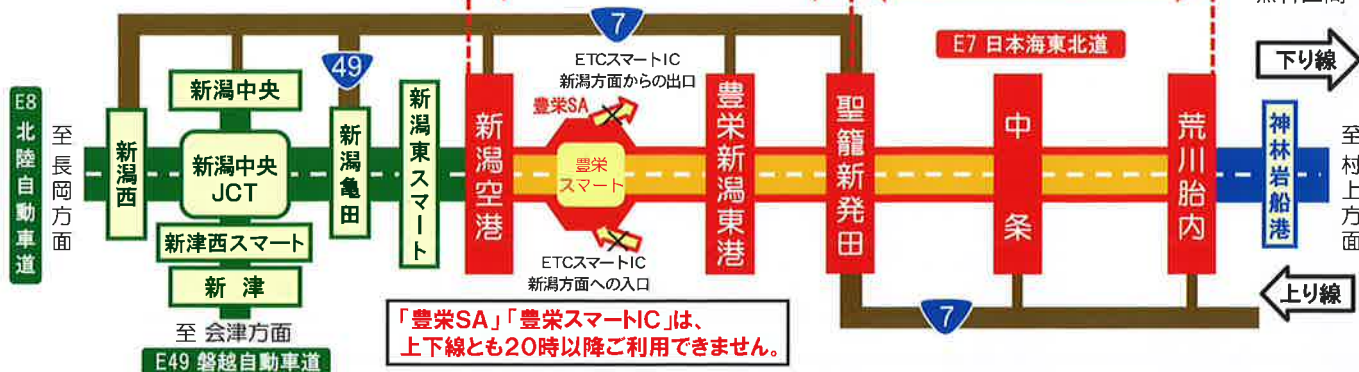 7
E7 日本海東北道
下り線
49
ETCスマートIC
新潟方面からの出口
E8 北陸自動車道
至 長岡方面
新潟西
新潟中央
新潟中央
JCT
新津西スマート
新津
至 会津方面
E49 磐越自動車道
新潟亀田
新潟東スマート
新潟空港
豊栄SA
豊栄
スマート
ETCスマートIC
新潟方面への入口
豊栄新潟東港
聖籠新発田
中条
荒川胎内
神林岩船港
至 村上方面
上り線
7
「豊栄SA」「豊栄スマートIC」は、
上下線とも20時以降ご利用できません。